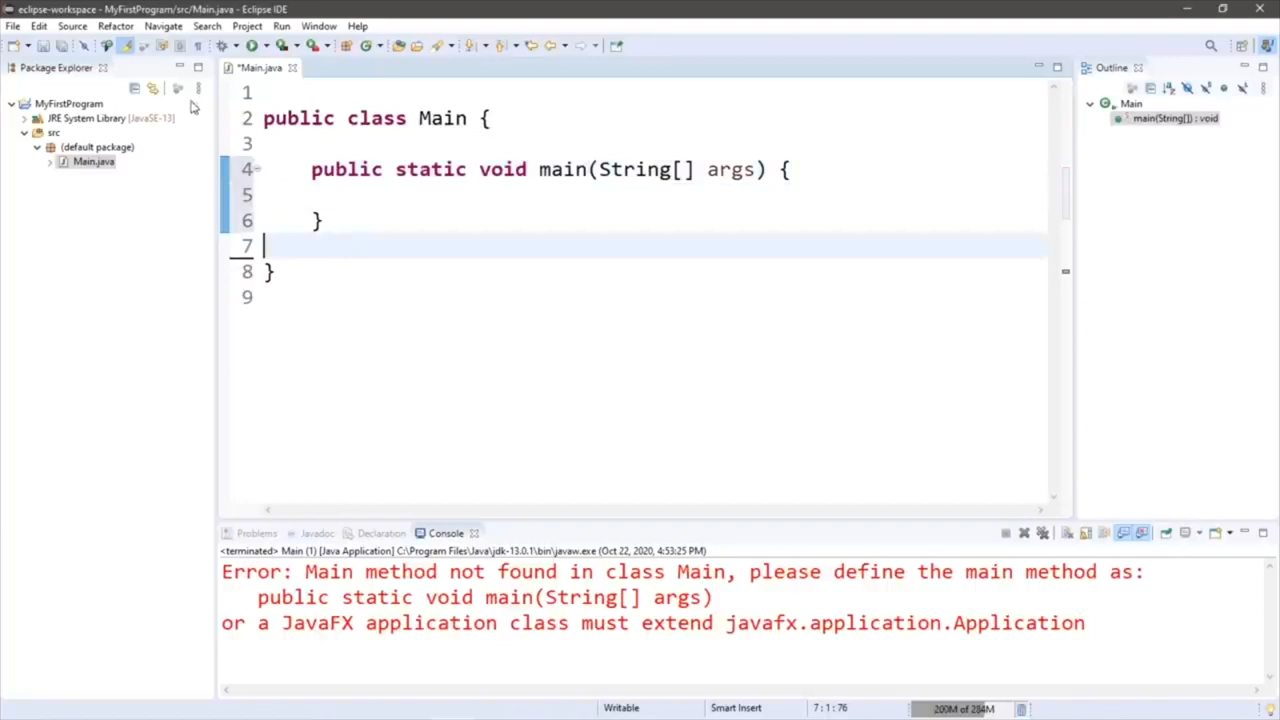 eclipse-workspace - MyFirstProgram/src/Main.java - Eclipse IDE
File Edit Source Refactor Navigate Search Project Run Window Help
Package Explorer
*Main.java
Outline
MyFirstProgram
JRE System Library [JavaSE-13]
src
(default package)
Main.java
1
2 public class Main {
3
4 public static void main(String[] args) {
5
6 }
7
8 }
9
Main
main(String[]) : void
Problems Javadoc Declaration Console
<terminated> Main (1) [Java Application] C:\Program Files\Java\jdk-13.0.1\bin\javaw.exe (Oct 22, 2020, 4:53:25 PM)
Error: Main method not found in class Main, please define the main method as:
public static void main(String[] args)
or a JavaFX application class must extend javafx.application.Application
Writable Smart Insert 7 : 1 : 76 200M of 284M